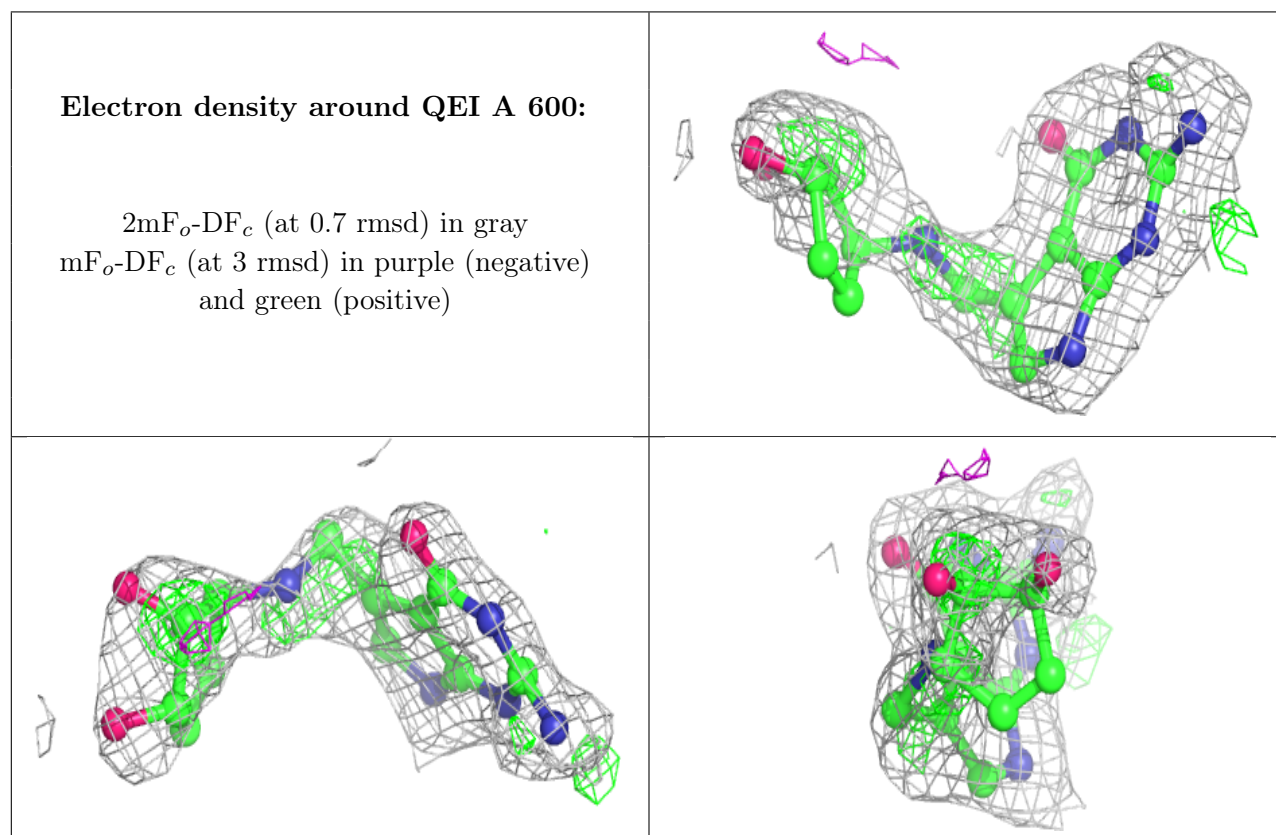 Electron density around QEI A 600:
2mFₒ-DF𝒸 (at 0.7 rmsd) in gray
mFₒ-DF𝒸 (at 3 rmsd) in purple (negative)
and green (positive)